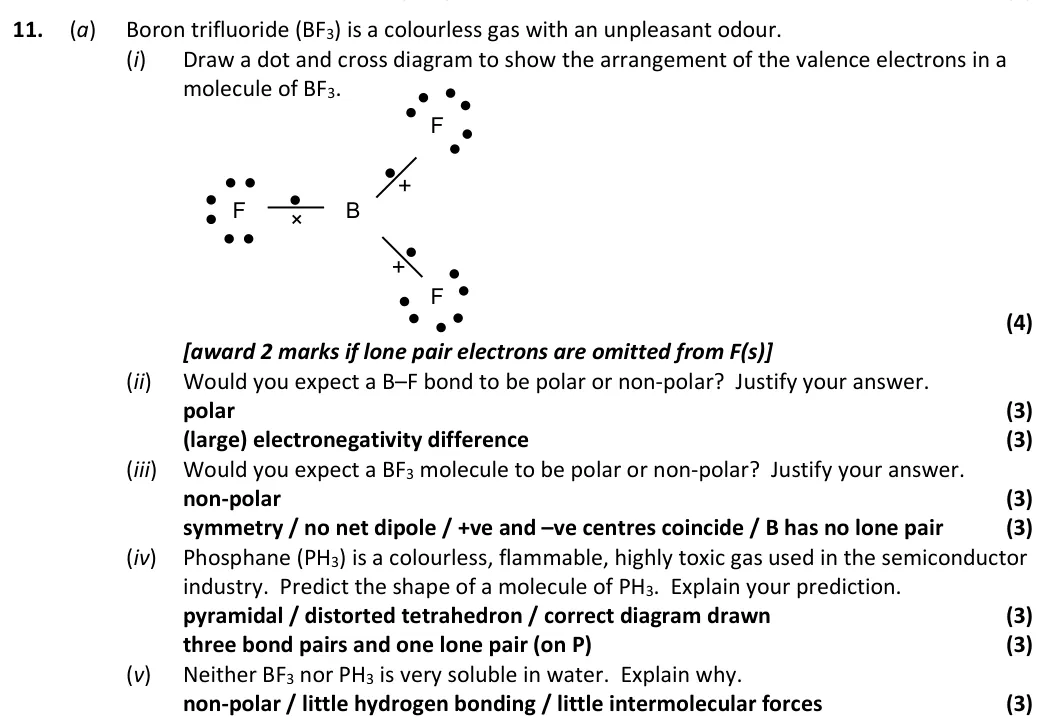 11. (a) Boron trifluoride (BF₃) is a colourless gas with an unpleasant odour.
(i) Draw a dot and cross diagram to show the arrangement of the valence electrons in a
molecule of BF₃.
F
F B
F
(4)
[award 2 marks if lone pair electrons are omitted from F(s)]
(ii) Would you expect a B–F bond to be polar or non-polar? Justify your answer.
polar (3)
(large) electronegativity difference (3)
(iii) Would you expect a BF₃ molecule to be polar or non-polar? Justify your answer.
non-polar (3)
symmetry / no net dipole / +ve and –ve centres coincide / B has no lone pair (3)
(iv) Phosphane (PH₃) is a colourless, flammable, highly toxic gas used in the semiconductor
industry. Predict the shape of a molecule of PH₃. Explain your prediction.
pyramidal / distorted tetrahedron / correct diagram drawn (3)
three bond pairs and one lone pair (on P) (3)
(v) Neither BF₃ nor PH₃ is very soluble in water. Explain why.
non-polar / little hydrogen bonding / little intermolecular forces (3)